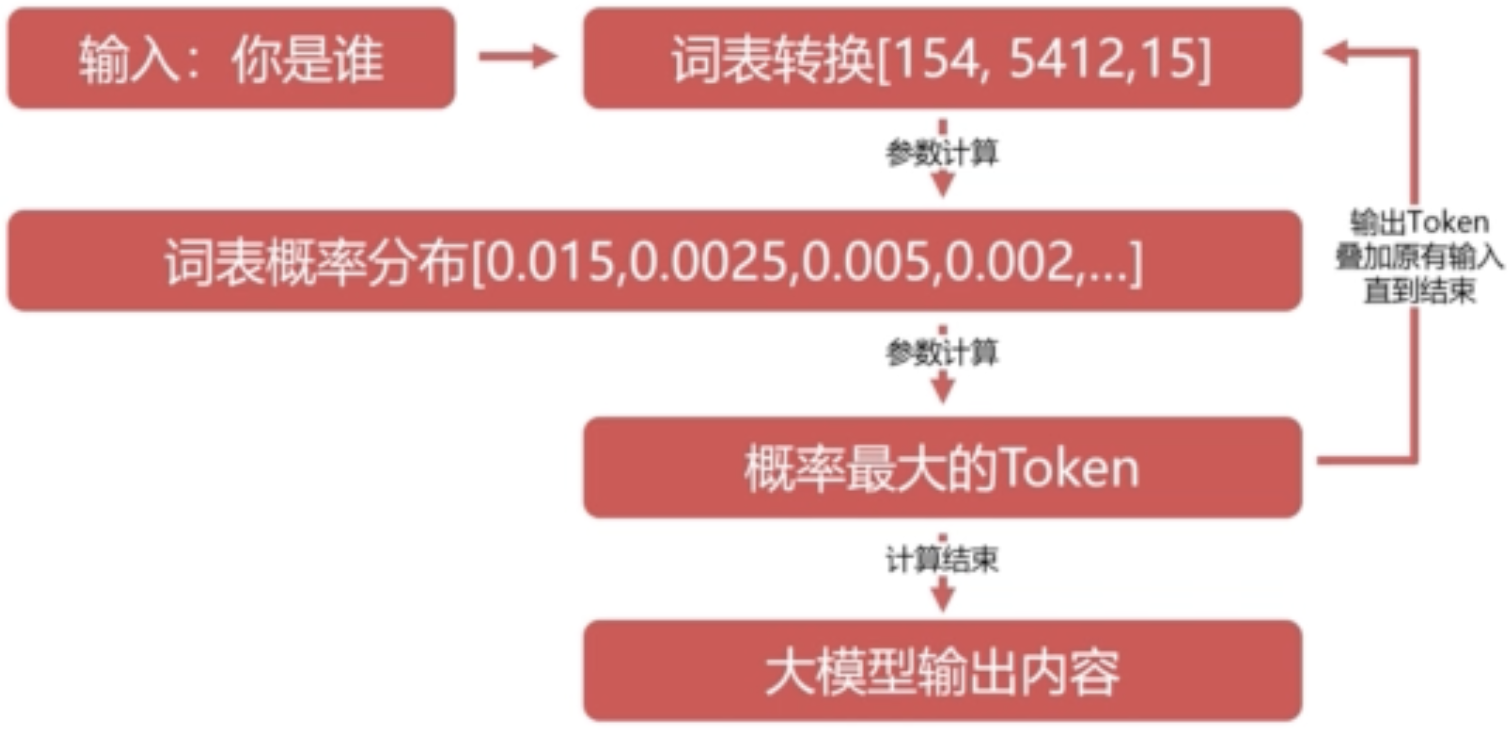 输入：你是谁
词表转换[154, 5412,15]
参数计算
词表概率分布[0.015,0.0025,0.005,0.002,...]
输出Token
叠加原有输入
直到结束
参数计算
概率最大的Token
计算结束
大模型输出内容